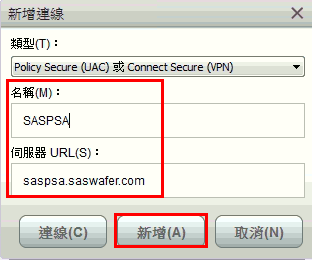 新增連線
類型(T)：
Policy Secure (UAC) 或 Connect Secure (VPN)
名稱(M)：
SASPSA
伺服器 URL(S)：
saspsa.saswafer.com
連線(C) 新增(A) 取消(N)